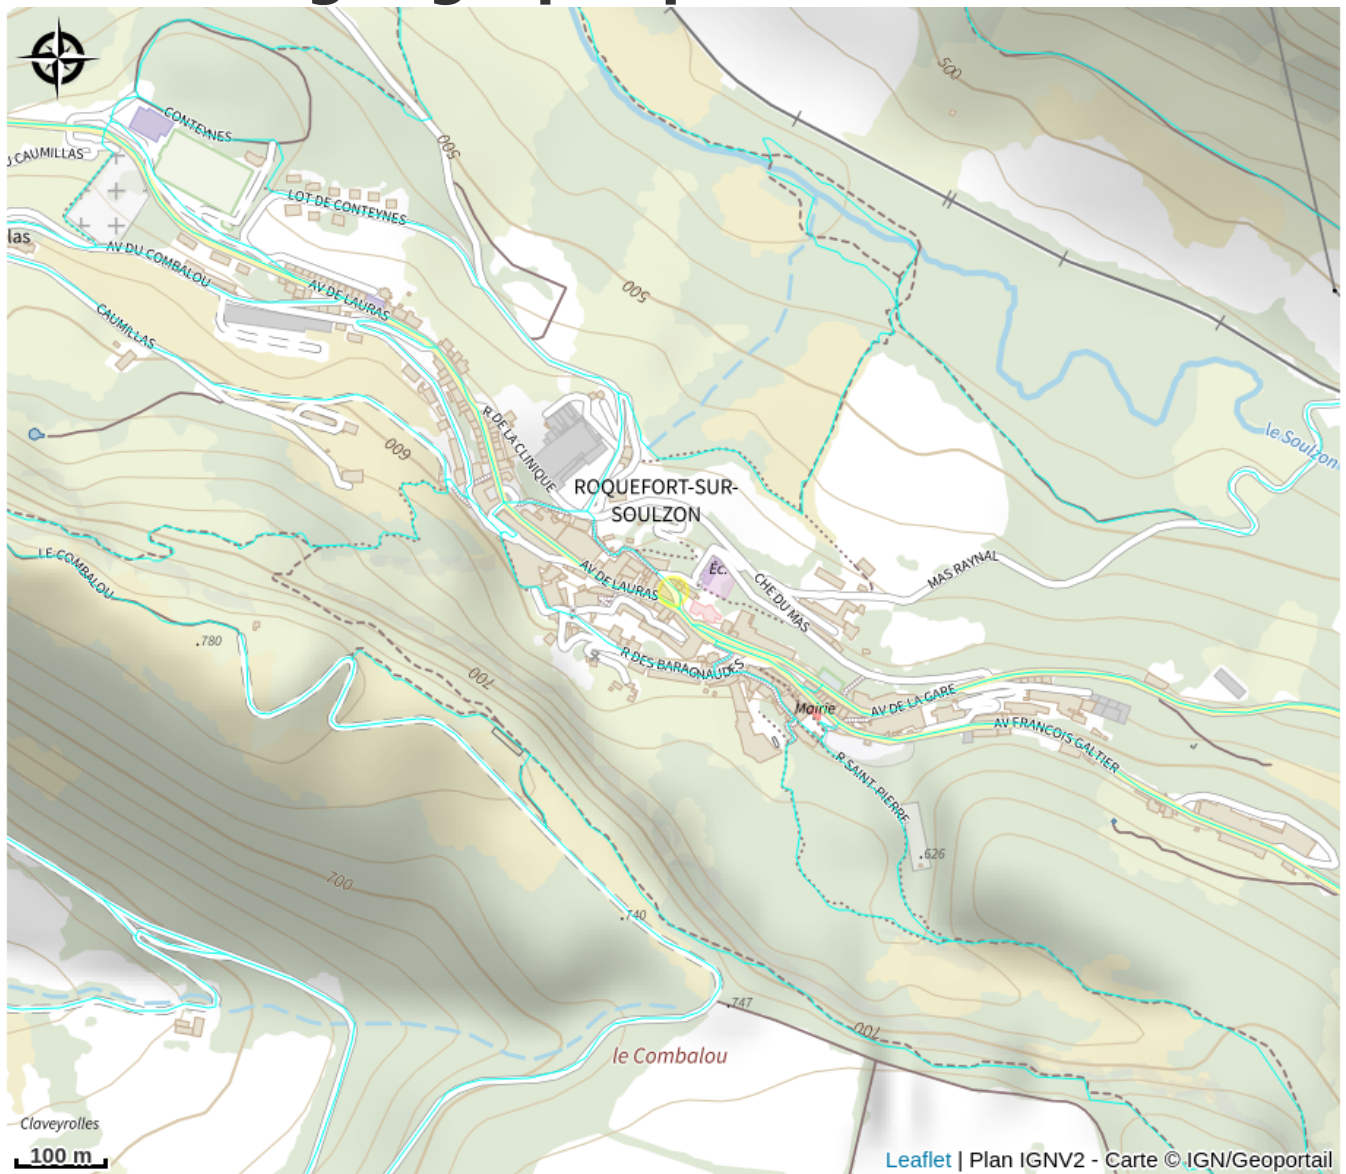 500
CONTEYNES
CAUMILLAS
500
LOT DE CONTEYNES
las
AV DU COMBALOU
500
AV DE LAURAS
CAUMILLAS
R DE LA CLINIQUE
le Soulzon
600
ROQUEFORT-SUR-
SOULZON
LE COMBALOU
MAS RAYNAL
ÉC.
AV DE LAURAS
CHE DU MAS
780
R DES BARAGNAUDES
700
AV DE LA GARE
Mairie
AV FRANCOIS GALTIER
R SAINT-PIERRE
626
700
740
747
700
le Combalou
Claveyrolles
100 m
Leaflet | Plan IGNV2 - Carte © IGN/Geoportail